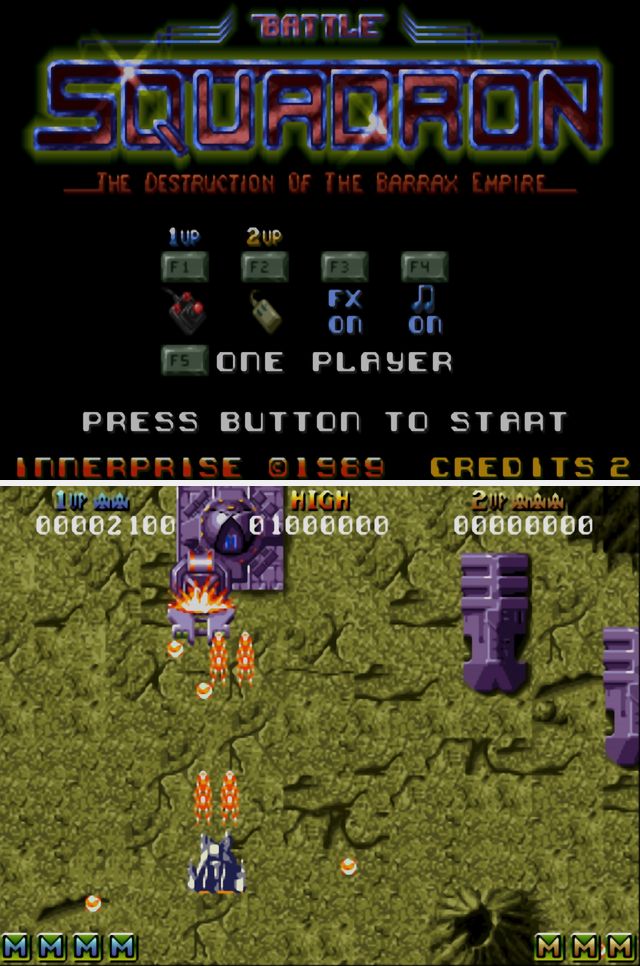 BATTLE
SQUADRON
THE DESTRUCTION OF THE BARRAX EMPIRE
1UP 2UP
F1 F2 F3 F4
FX
ON ON
F5 ONE PLAYER
PRESS BUTTON TO START
INNERPRISE ©1989 CREDITS 2
1UP HIGH 2UP
00002100 01000000 00000000
M
M M M M M M M